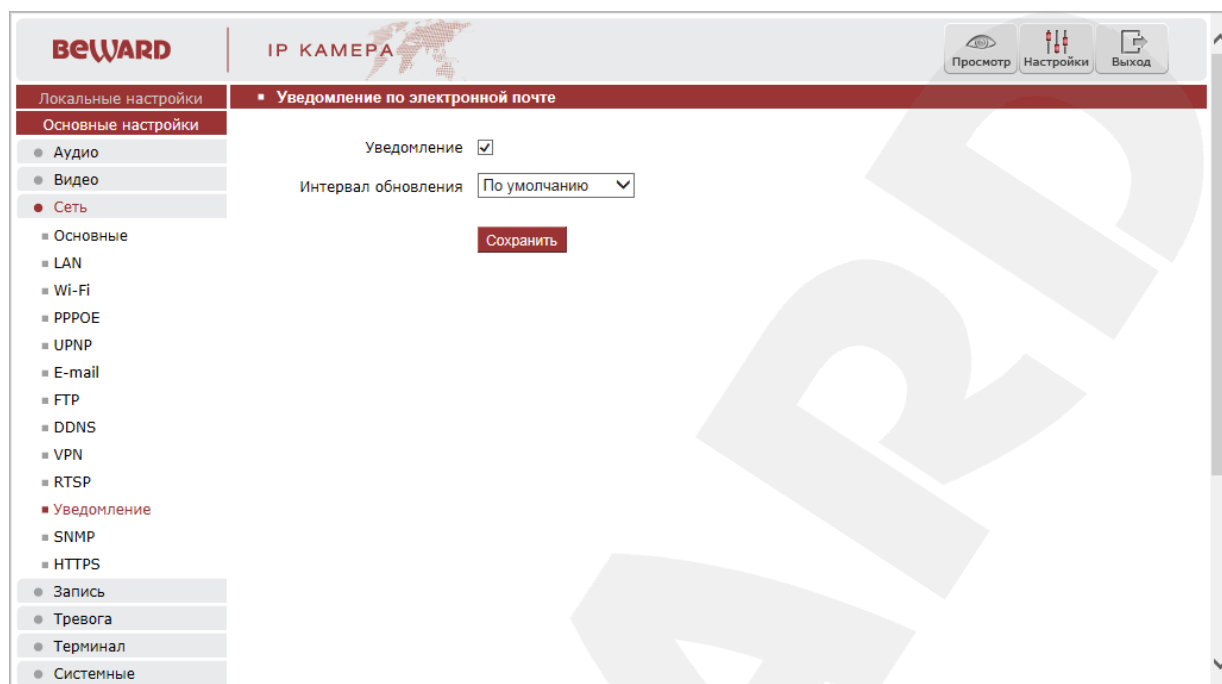 BEWARD
IP КАМЕРА
Просмотр
Настройки
Выход
Локальные настройки
Основные настройки
Аудио
Видео
Сеть
Основные
LAN
Wi-Fi
PPPOE
UPNP
E-mail
FTP
DDNS
VPN
RTSP
Уведомление
SNMP
HTTPS
Запись
Тревога
Терминал
Системные
Уведомление по электронной почте
Уведомление
Интервал обновления По умолчанию
Сохранить
ARD